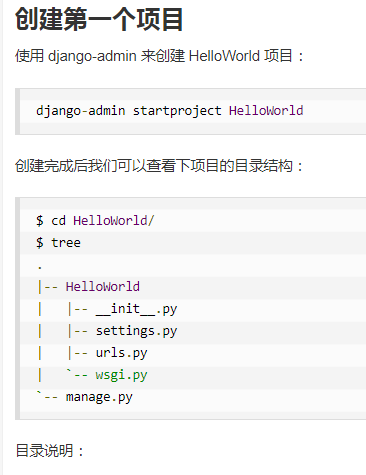 创建第一个项目
使用 django-admin 来创建 HelloWorld 项目：
django-admin startproject HelloWorld
创建完成后我们可以查看下项目的目录结构：
$ cd HelloWorld/
$ tree
.
|-- HelloWorld
|   |-- __init__.py
|   |-- settings.py
|   |-- urls.py
|   `-- wsgi.py
`-- manage.py
目录说明：